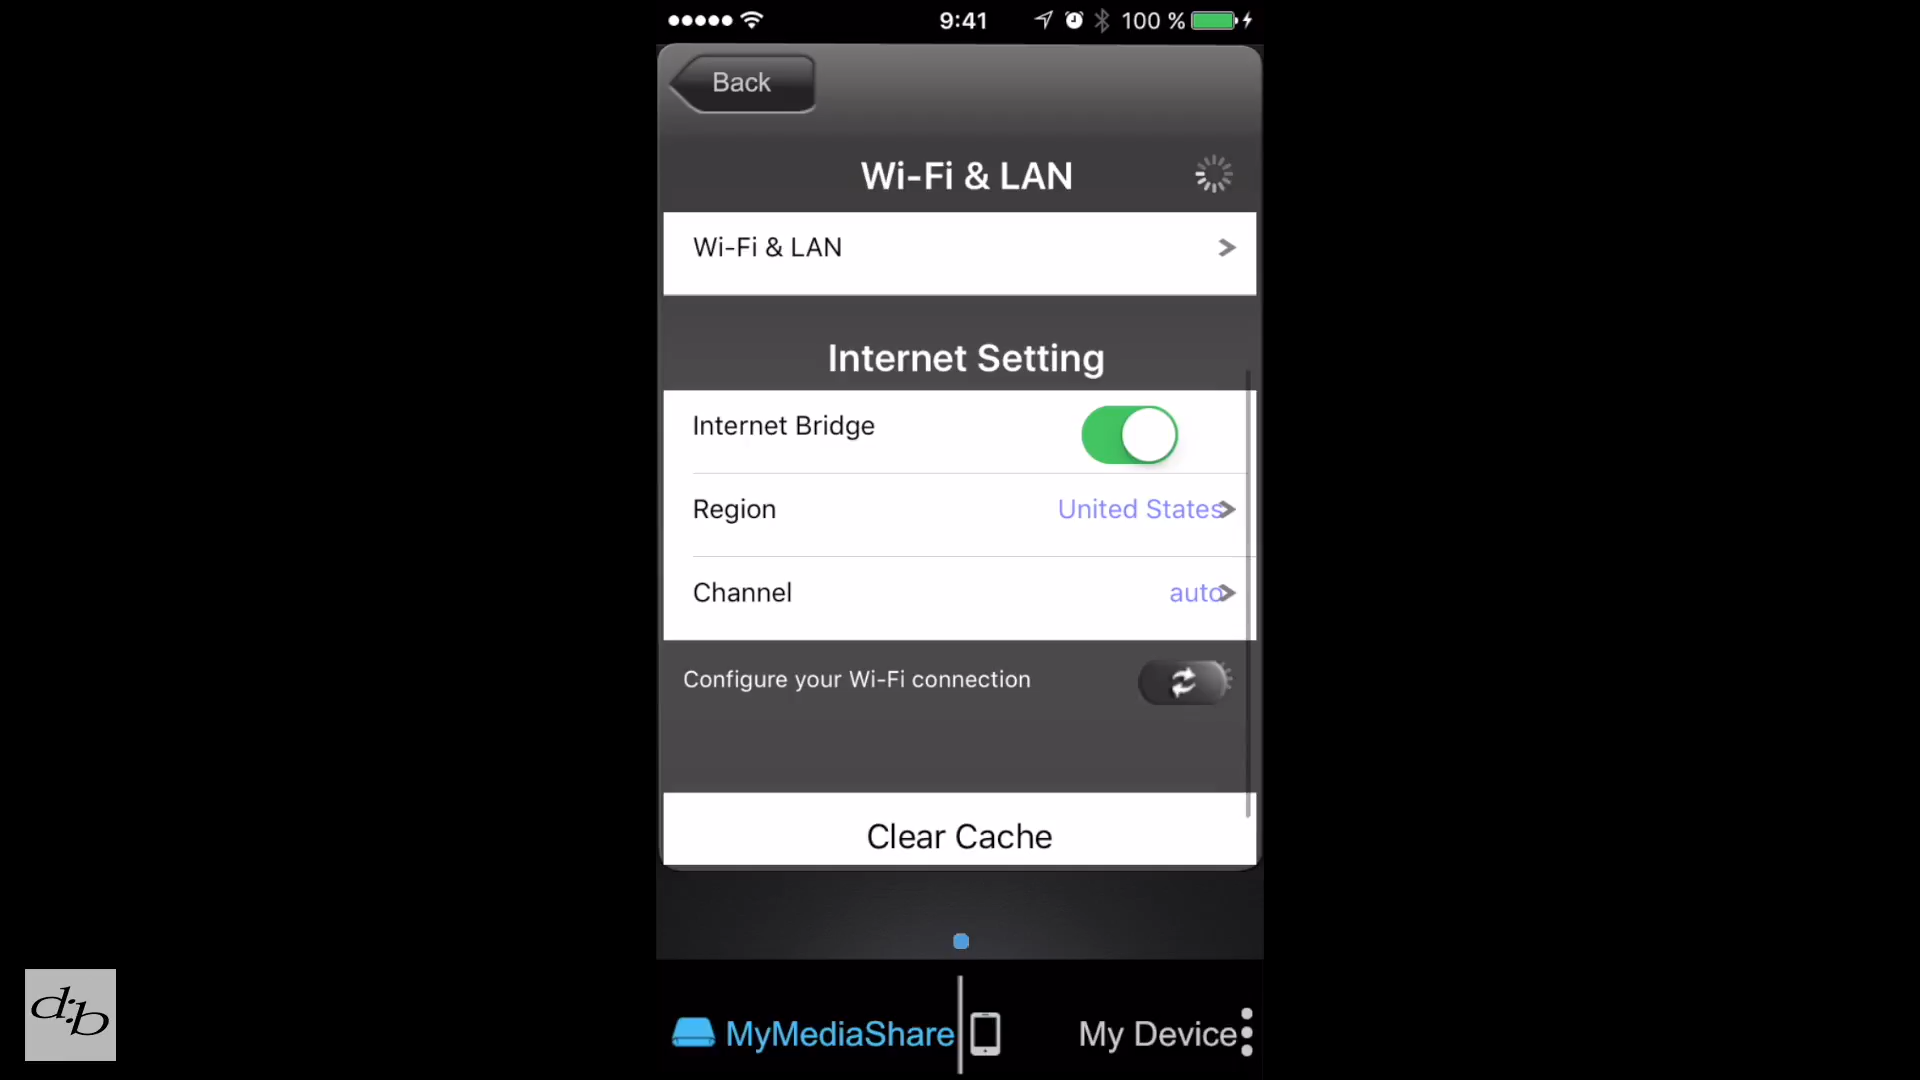 9:41 100 %
Back
Wi-Fi & LAN
Wi-Fi & LAN >
Internet Setting
Internet Bridge
Region United States >
Channel auto >
Configure your Wi-Fi connection
Clear Cache
MyMediaShare My Device
d:b